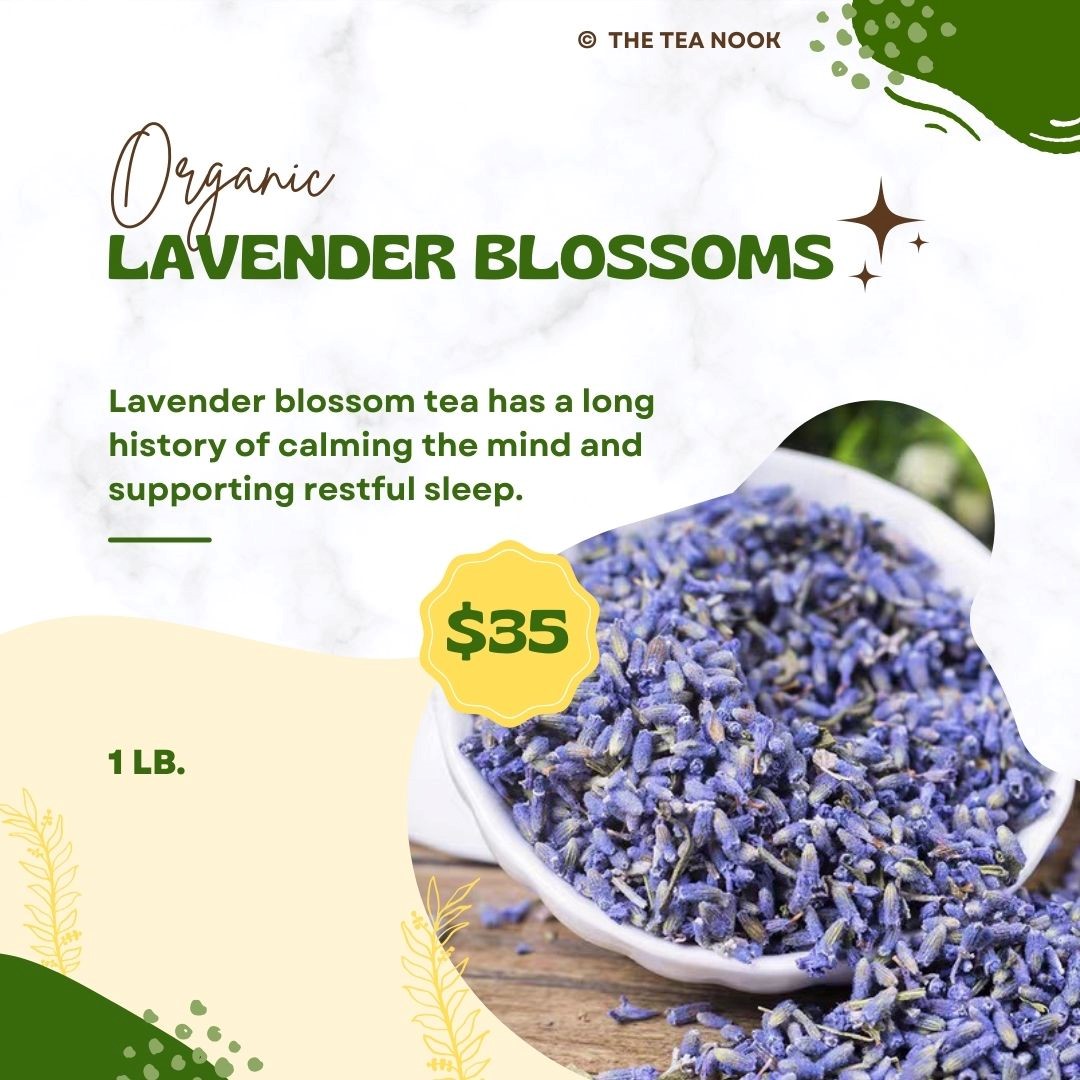 © THE TEA NOOK
Organic
LAVENDER BLOSSOMS
Lavender blossom tea has a long
history of calming the mind and
supporting restful sleep.
$35
1 LB.